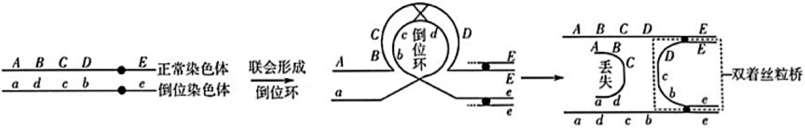 A B C D E 正常染色体
a d c b e 倒位染色体
联会形成
倒位环
A B C D E
E
a b c d e
e
倒位环
A B C D E
A B C D E
丢失
a d c b e
a d c b e
双着丝粒桥